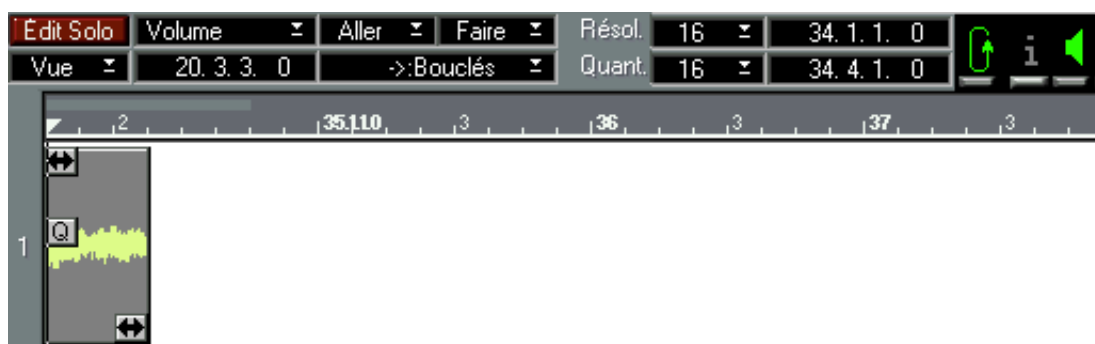 Édit Solo Volume Aller Faire Résol. 16 34. 1. 1. 0
Vue 20. 3. 3. 0 ->:Bouclés Quant. 16 34. 4. 1. 0
i
2 35.1.1.0 3 36 3 37 3
Q
1